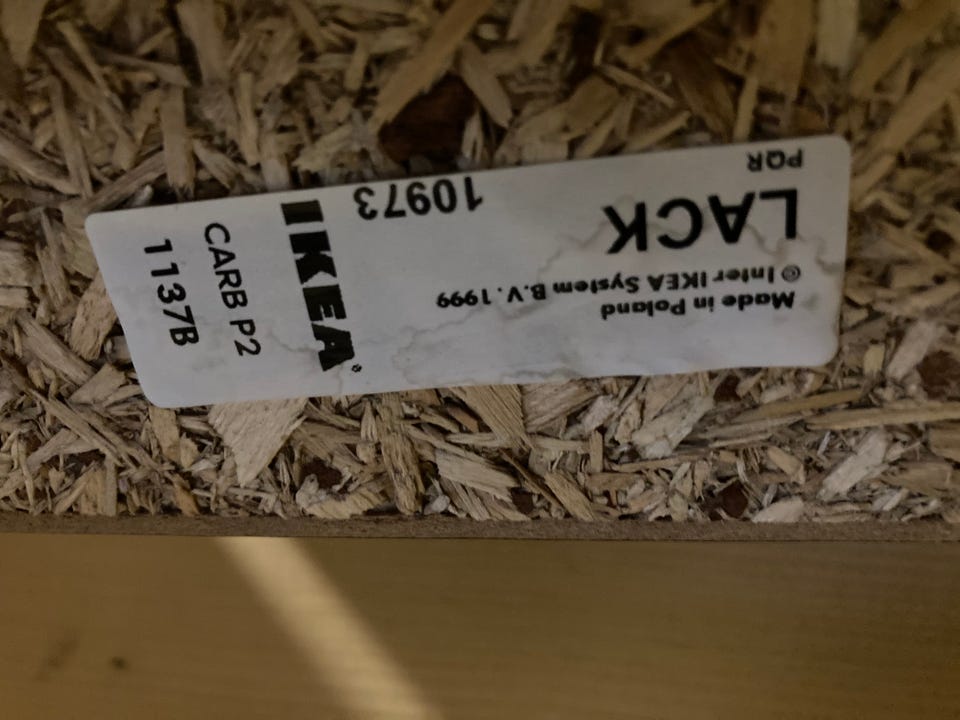 PQR
LACK
10973
© Inter IKEA System B.V. 1999
Made in Poland
IKEA®
CARB P2
1137B